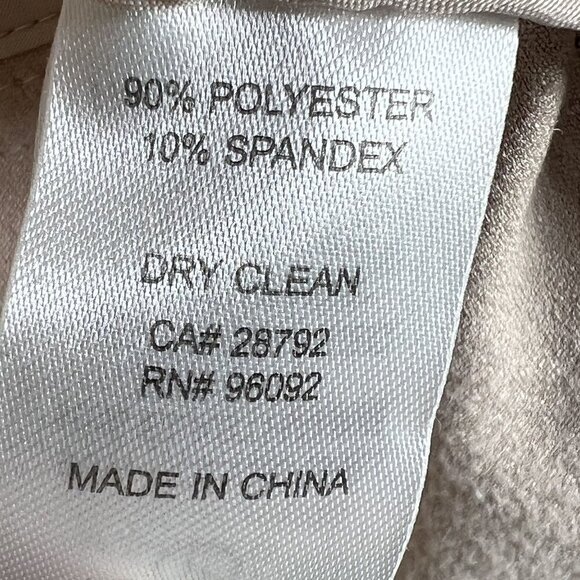 90% POLYESTER
10% SPANDEX
DRY CLEAN
CA# 28792
RN# 96092
MADE IN CHINA